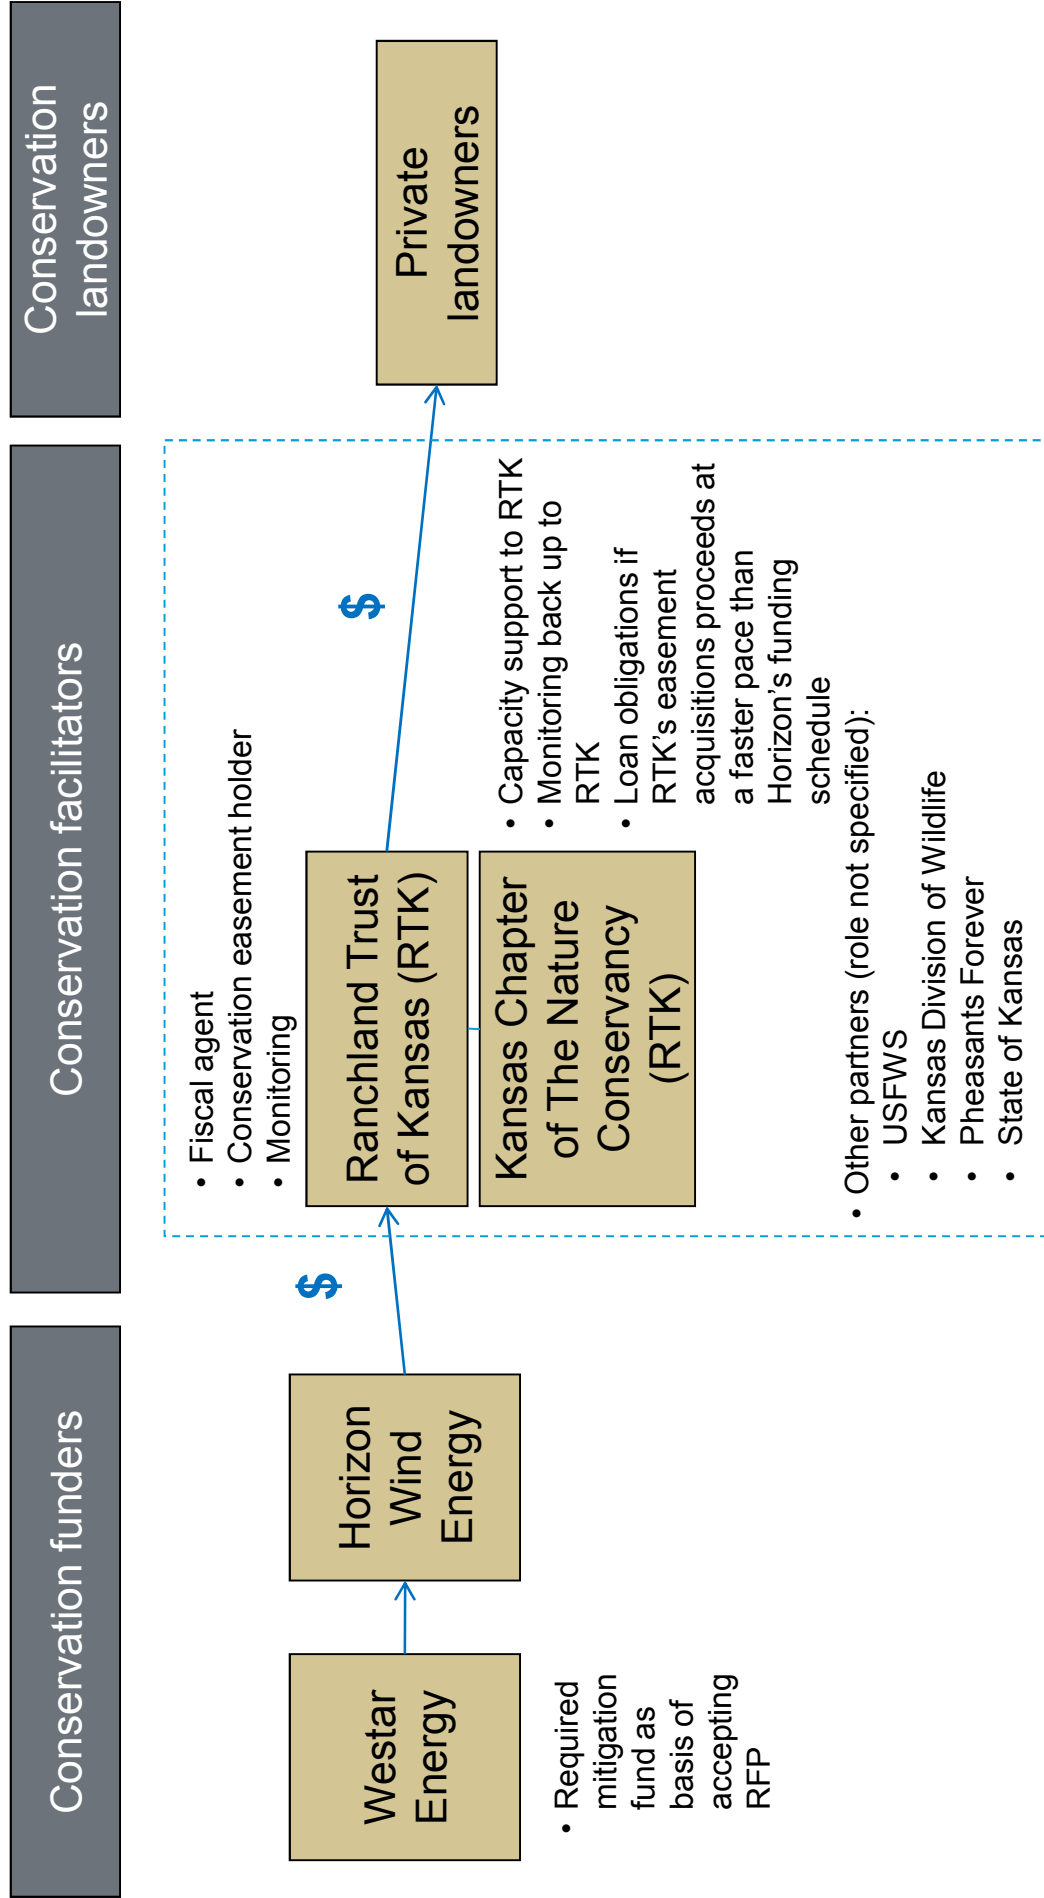 Conservation funders
Conservation facilitators
Conservation
landowners
Westar
Energy
• Required
mitigation
fund as
basis of
accepting
RFP
Horizon
Wind
Energy
$
• Fiscal agent
• Conservation easement holder
• Monitoring
Ranchland Trust
of Kansas (RTK)
Kansas Chapter
of The Nature
Conservancy
(RTK)
• Capacity support to RTK
• Monitoring back up to
RTK
• Loan obligations if
RTK’s easement
acquisitions proceeds at
a faster pace than
Horizon’s funding
schedule
• Other partners (role not specified):
• USFWS
• Kansas Division of Wildlife
• Pheasants Forever
• State of Kansas
$
Private
landowners